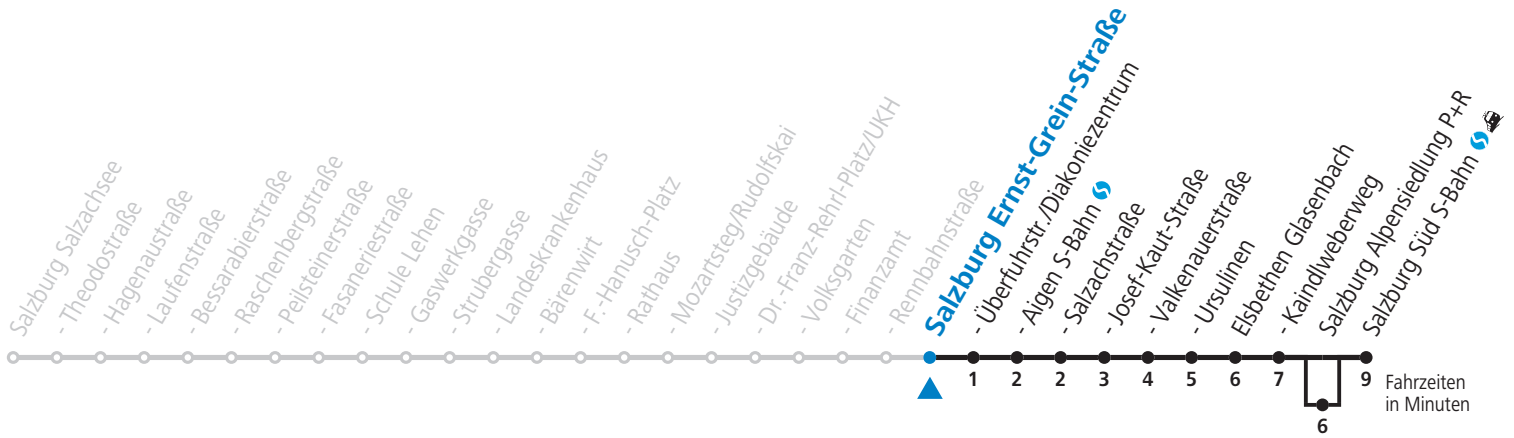 Salzburg Salzachsee
- Theodostraße
- Hagenaustraße
- Laufenstraße
- Bessarabierstraße
- Raschenbergstraße
- Peilsteinerstraße
- Fasaneriestraße
- Schule Lehen
- Gaswerkgasse
- Strubergasse
- Landeskrankenhaus
Bärenwirt
- F.-Hanusch-Platz
- Rathaus
- Mozartsteg/Rudolfskai
- Justizgebäude
- Dr.-Franz-Rehrl-Platz/UKH
- Volksgarten
- Finanzamt
- Rennbahnstraße
Salzburg Ernst-Grein-Straße
- Überfuhrstr./Diakoniezentrum
- Aigen S-Bahn
- Salzachstraße
- Josef-Kaut-Straße
- Valkenauerstraße
- Ursulinen
Elsbethen Glasenbach
- Kaindlweberweg
Salzburg Alpensiedlung P+R
Salzburg Süd S-Bahn
1 2 2 3 4 5 6 7 9
6
Fahrzeiten
in Minuten